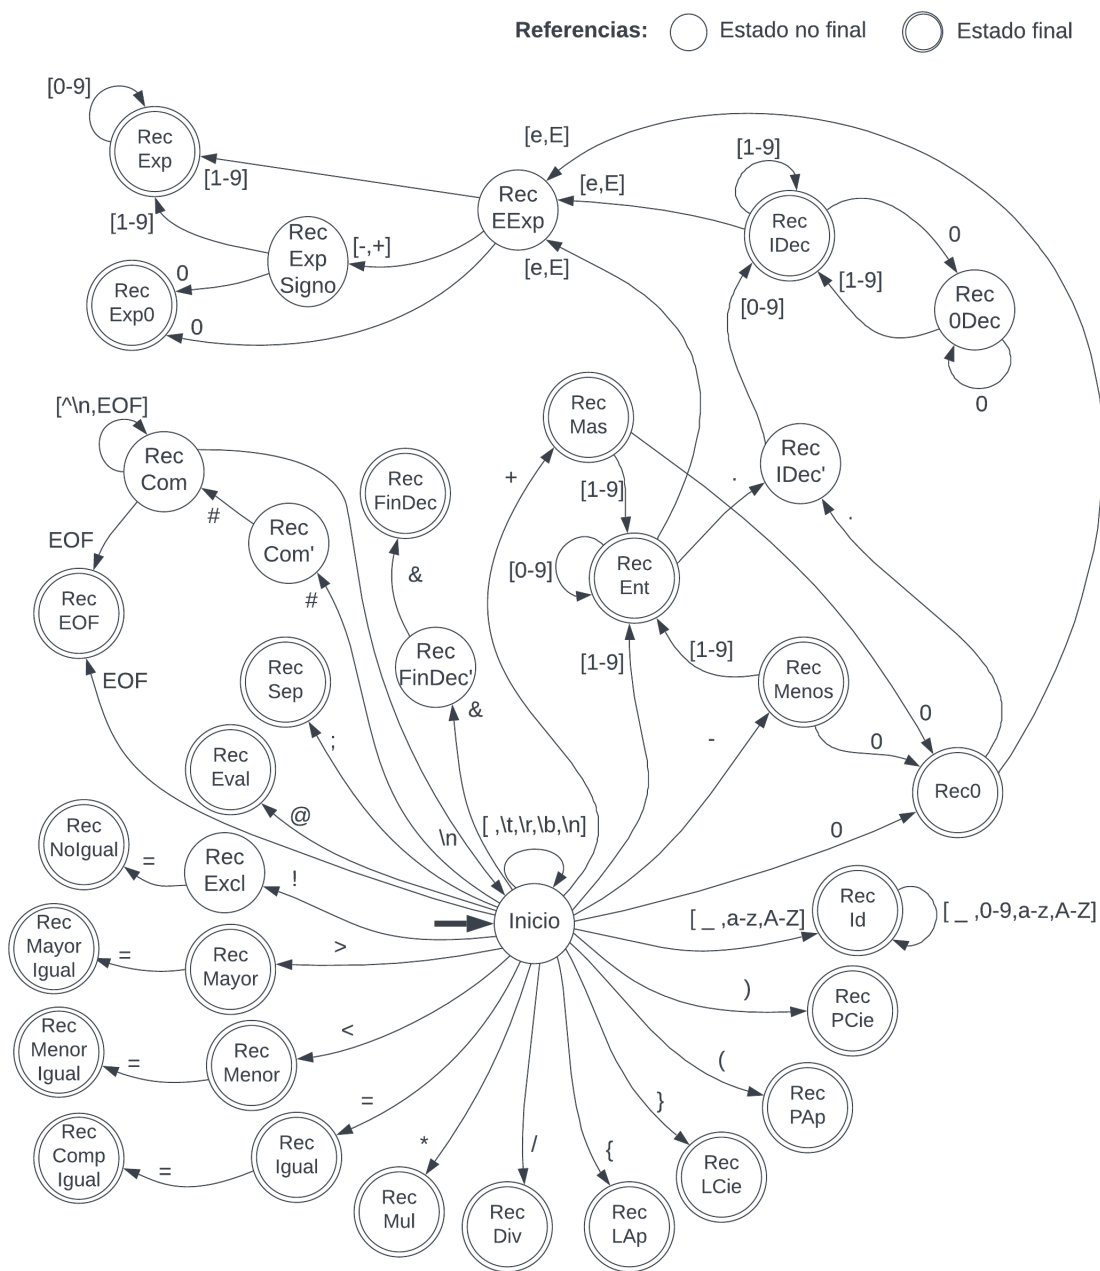 Referencias:
Estado no final
Estado final
[0-9]
Rec
Exp
[1-9]
[1-9]
Rec
Exp
Signo
[-,+]
0
Rec
Exp0
0
[e,E]
Rec
EExp
[e,E]
[e,E]
[1-9]
Rec
IDec
0
[1-9]
Rec
0Dec
0
[0-9]
[^\n,EOF]
Rec
Com
#
Rec
Com'
#
EOF
Rec
EOF
EOF
Rec
FinDec
&
Rec
FinDec'
&
Rec
Mas
+
[1-9]
.
Rec
IDec'
.
[0-9]
Rec
Ent
[1-9]
[1-9]
Rec
Menos
-
0
0
Rec0
0
Rec
Sep
;
Rec
Eval
@
\n
[ ,\t,\r,\b,\n]
Rec
NoIgual
=
Rec
Excl
!
Inicio
[ _ ,a-z,A-Z]
Rec
Id
[ _ ,0-9,a-z,A-Z]
Rec
Mayor
Igual
=
Rec
Mayor
>
)
Rec
PCie
Rec
Menor
Igual
=
Rec
Menor
<
(
Rec
PAp
Rec
Comp
Igual
=
Rec
Igual
=
*
Rec
Mul
/
Rec
Div
{
Rec
LAp
}
Rec
LCie